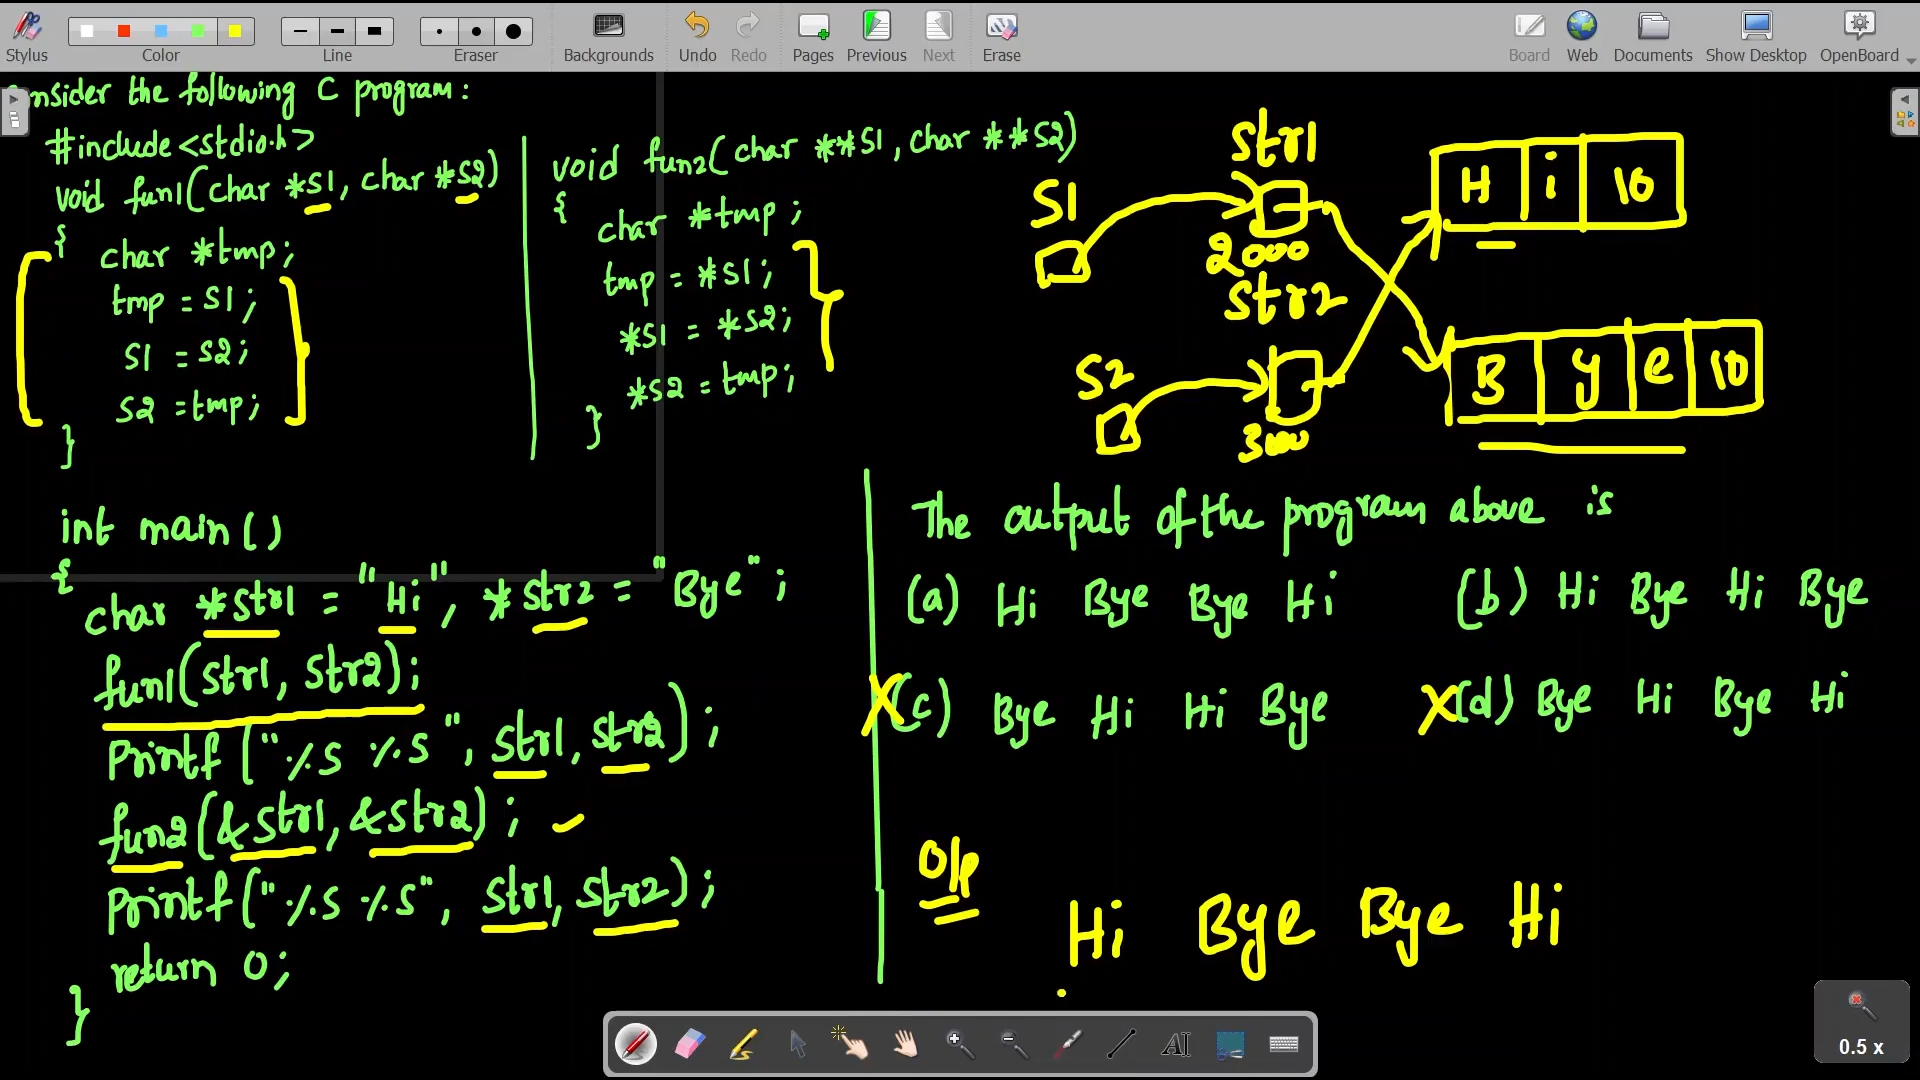 Stylus
Color
Line
Eraser
Backgrounds
Undo
Redo
Pages
Previous
Next
Erase
Board
Web
Documents
Show Desktop
OpenBoard
onsider the following C program:
#include<stdio.h>
void fun1(char *S1, char *S2)
{
char *tmp;
tmp = S1;
S1 = S2;
S2 = tmp;
}
void fun2(char **S1, char **S2)
{
char *tmp;
tmp = *S1;
*S1 = *S2;
*S2 = tmp;
}
int main()
{
char *str1 = "Hi", *str2 = "Bye";
fun1(str1, str2);
Printf("%s %s", str1, str2);
fun2(&str1, &str2);
printf("%s %s", str1, str2);
return 0;
}
S1
str1
2000
H i \0
S2
str2
3000
B y e \0
The output of the program above is
(a) Hi Bye Bye Hi
(b) Hi Bye Hi Bye
X(c) Bye Hi Hi Bye
X(d) Bye Hi Bye Hi
O/p
Hi Bye Bye Hi
AI
0.5 x